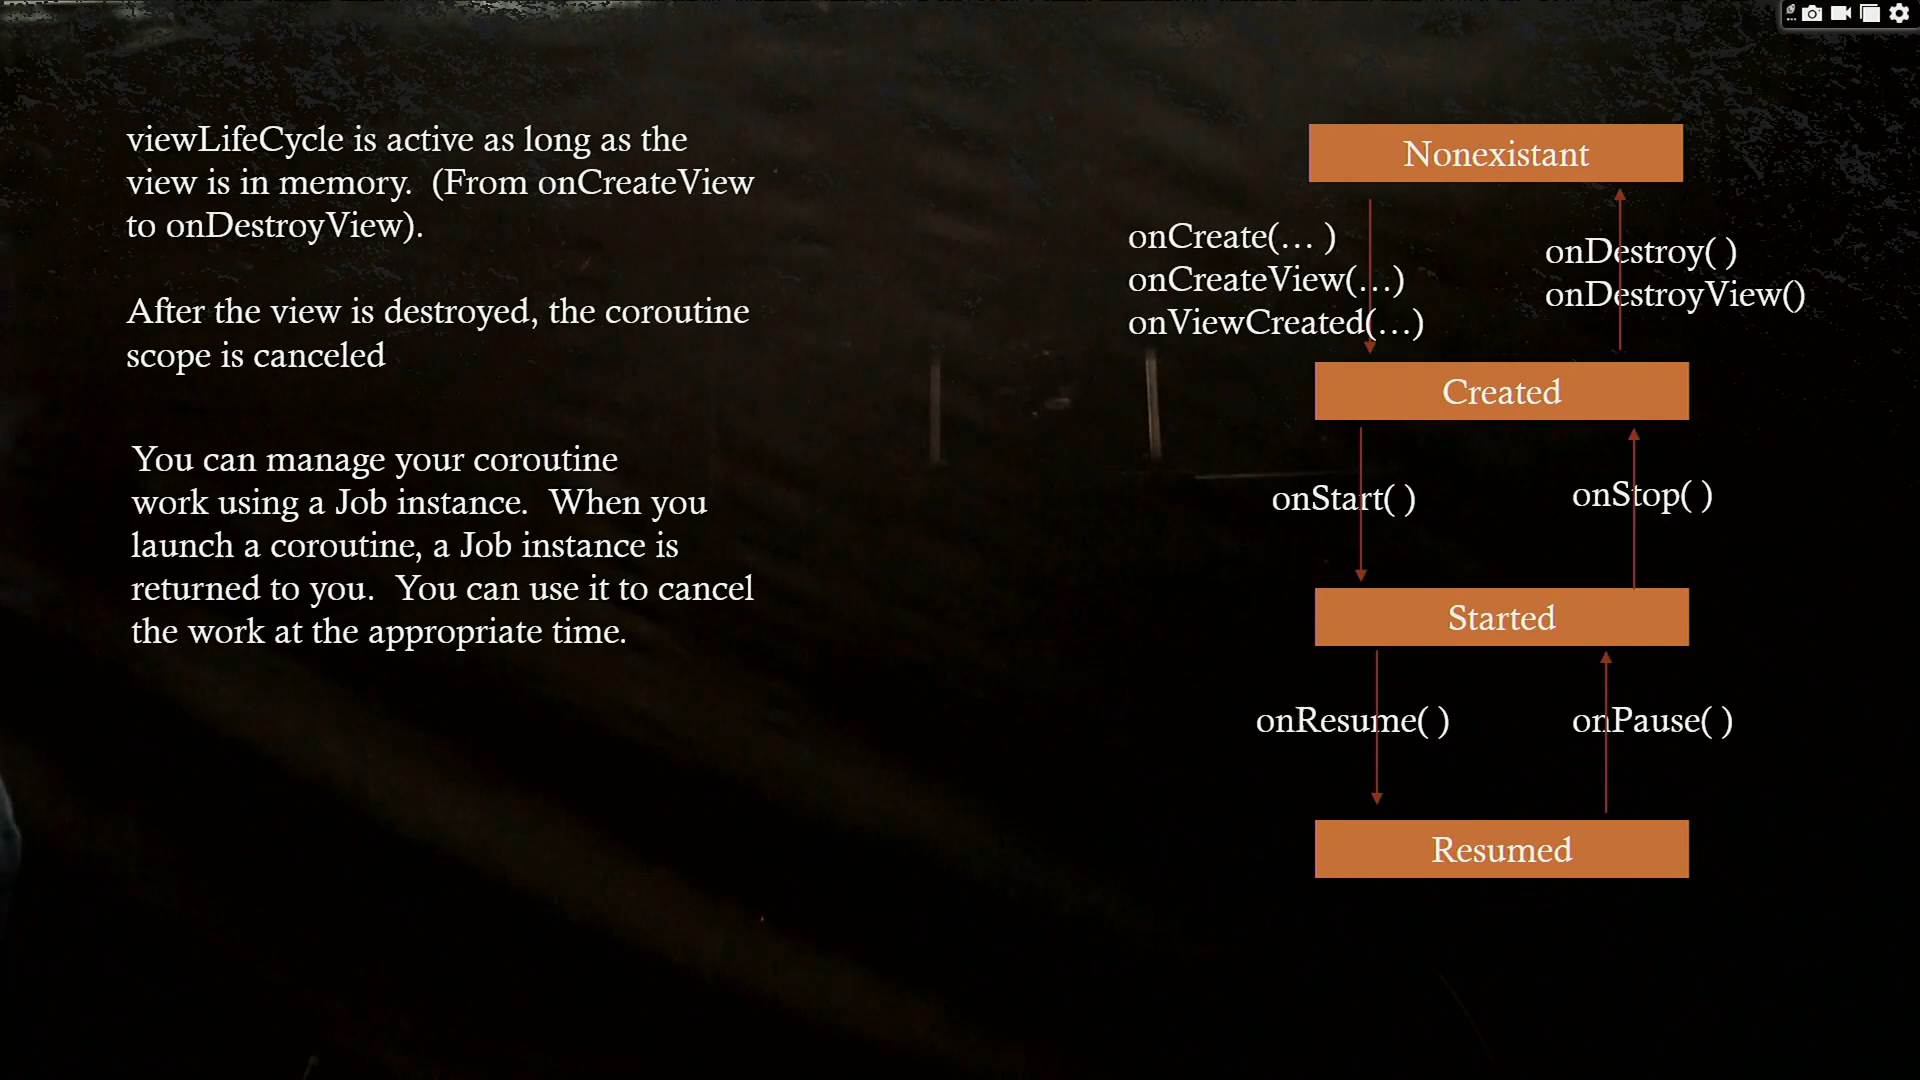 viewLifeCycle is active as long as the
view is in memory.  (From onCreateView
to onDestroyView).
After the view is destroyed, the coroutine
scope is canceled
You can manage your coroutine
work using a Job instance.  When you
launch a coroutine, a Job instance is
returned to you.  You can use it to cancel
the work at the appropriate time.
Nonexistant
onCreate(... )
onCreateView(...)
onViewCreated(...)
onDestroy( )
onDestroyView()
Created
onStart( )
onStop( )
Started
onResume( )
onPause( )
Resumed